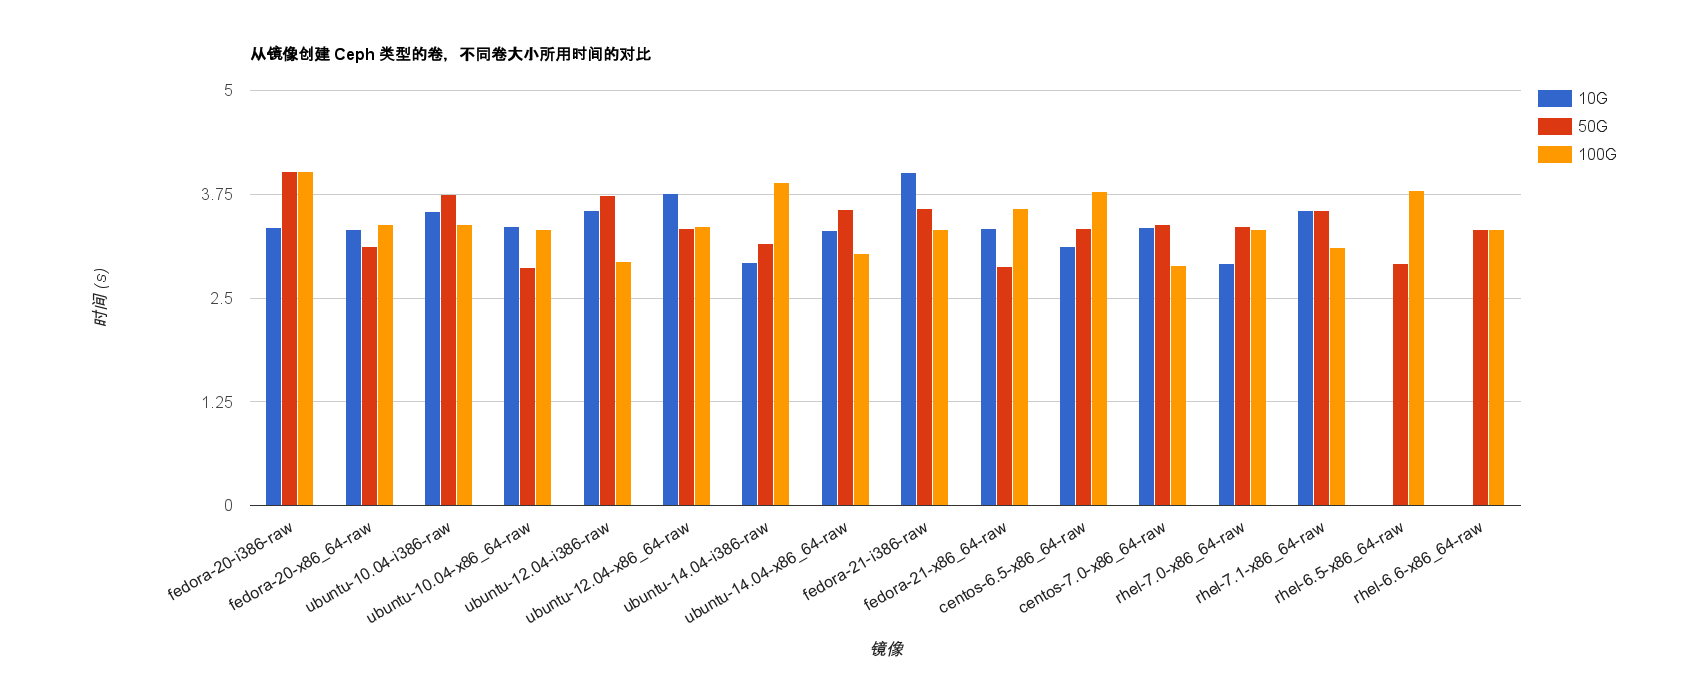 从镜像创建 Ceph 类型的卷，不同卷大小所用时间的对比
10G
50G
100G
5
3.75
2.5
1.25
0
时间 (s)
fedora-20-i386-raw
fedora-20-x86_64-raw
ubuntu-10.04-i386-raw
ubuntu-10.04-x86_64-raw
ubuntu-12.04-i386-raw
ubuntu-12.04-x86_64-raw
ubuntu-14.04-i386-raw
ubuntu-14.04-x86_64-raw
fedora-21-i386-raw
fedora-21-x86_64-raw
centos-6.5-x86_64-raw
centos-7.0-x86_64-raw
rhel-7.0-x86_64-raw
rhel-7.1-x86_64-raw
rhel-6.5-x86_64-raw
rhel-6.6-x86_64-raw
镜像